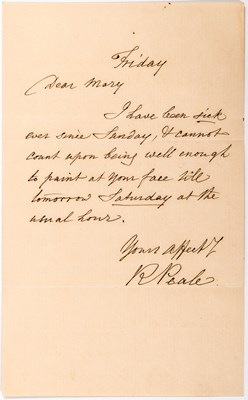 Friday
Dear Mary
I have been sick
ever since Sunday, & cannot
count upon being well enough
to paint at your face till
tomorrow Saturday at the
usual hour.
Yours affect.y
R Peale.